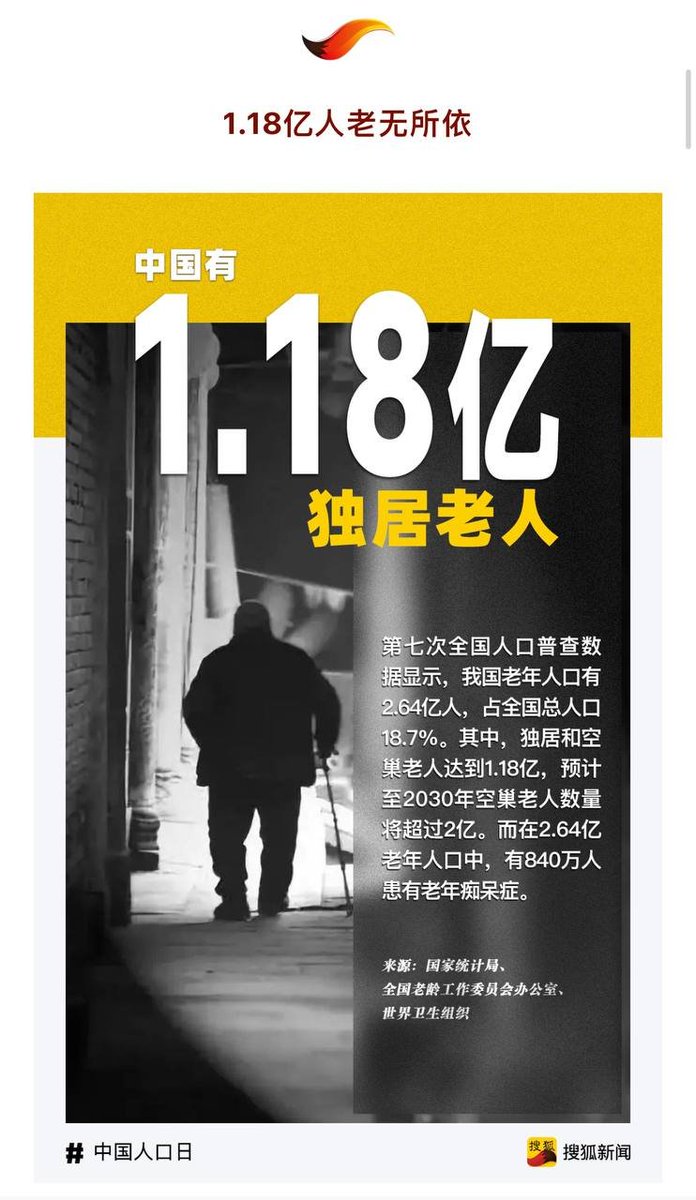 1.18亿人老无所依
中国有
1.18亿
独居老人
第七次全国人口普查数
据显示，我国老年人口有
2.64亿人，占全国总人口
18.7%。其中，独居和空
巢老人达到1.18亿，预计
至2030年空巢老人数量
将超过2亿。而在2.64亿
老年人口中，有840万人
患有老年痴呆症。
来源：国家统计局、
全国老龄工作委员会办公室、
世界卫生组织
# 中国人口日
搜狐 搜狐新闻